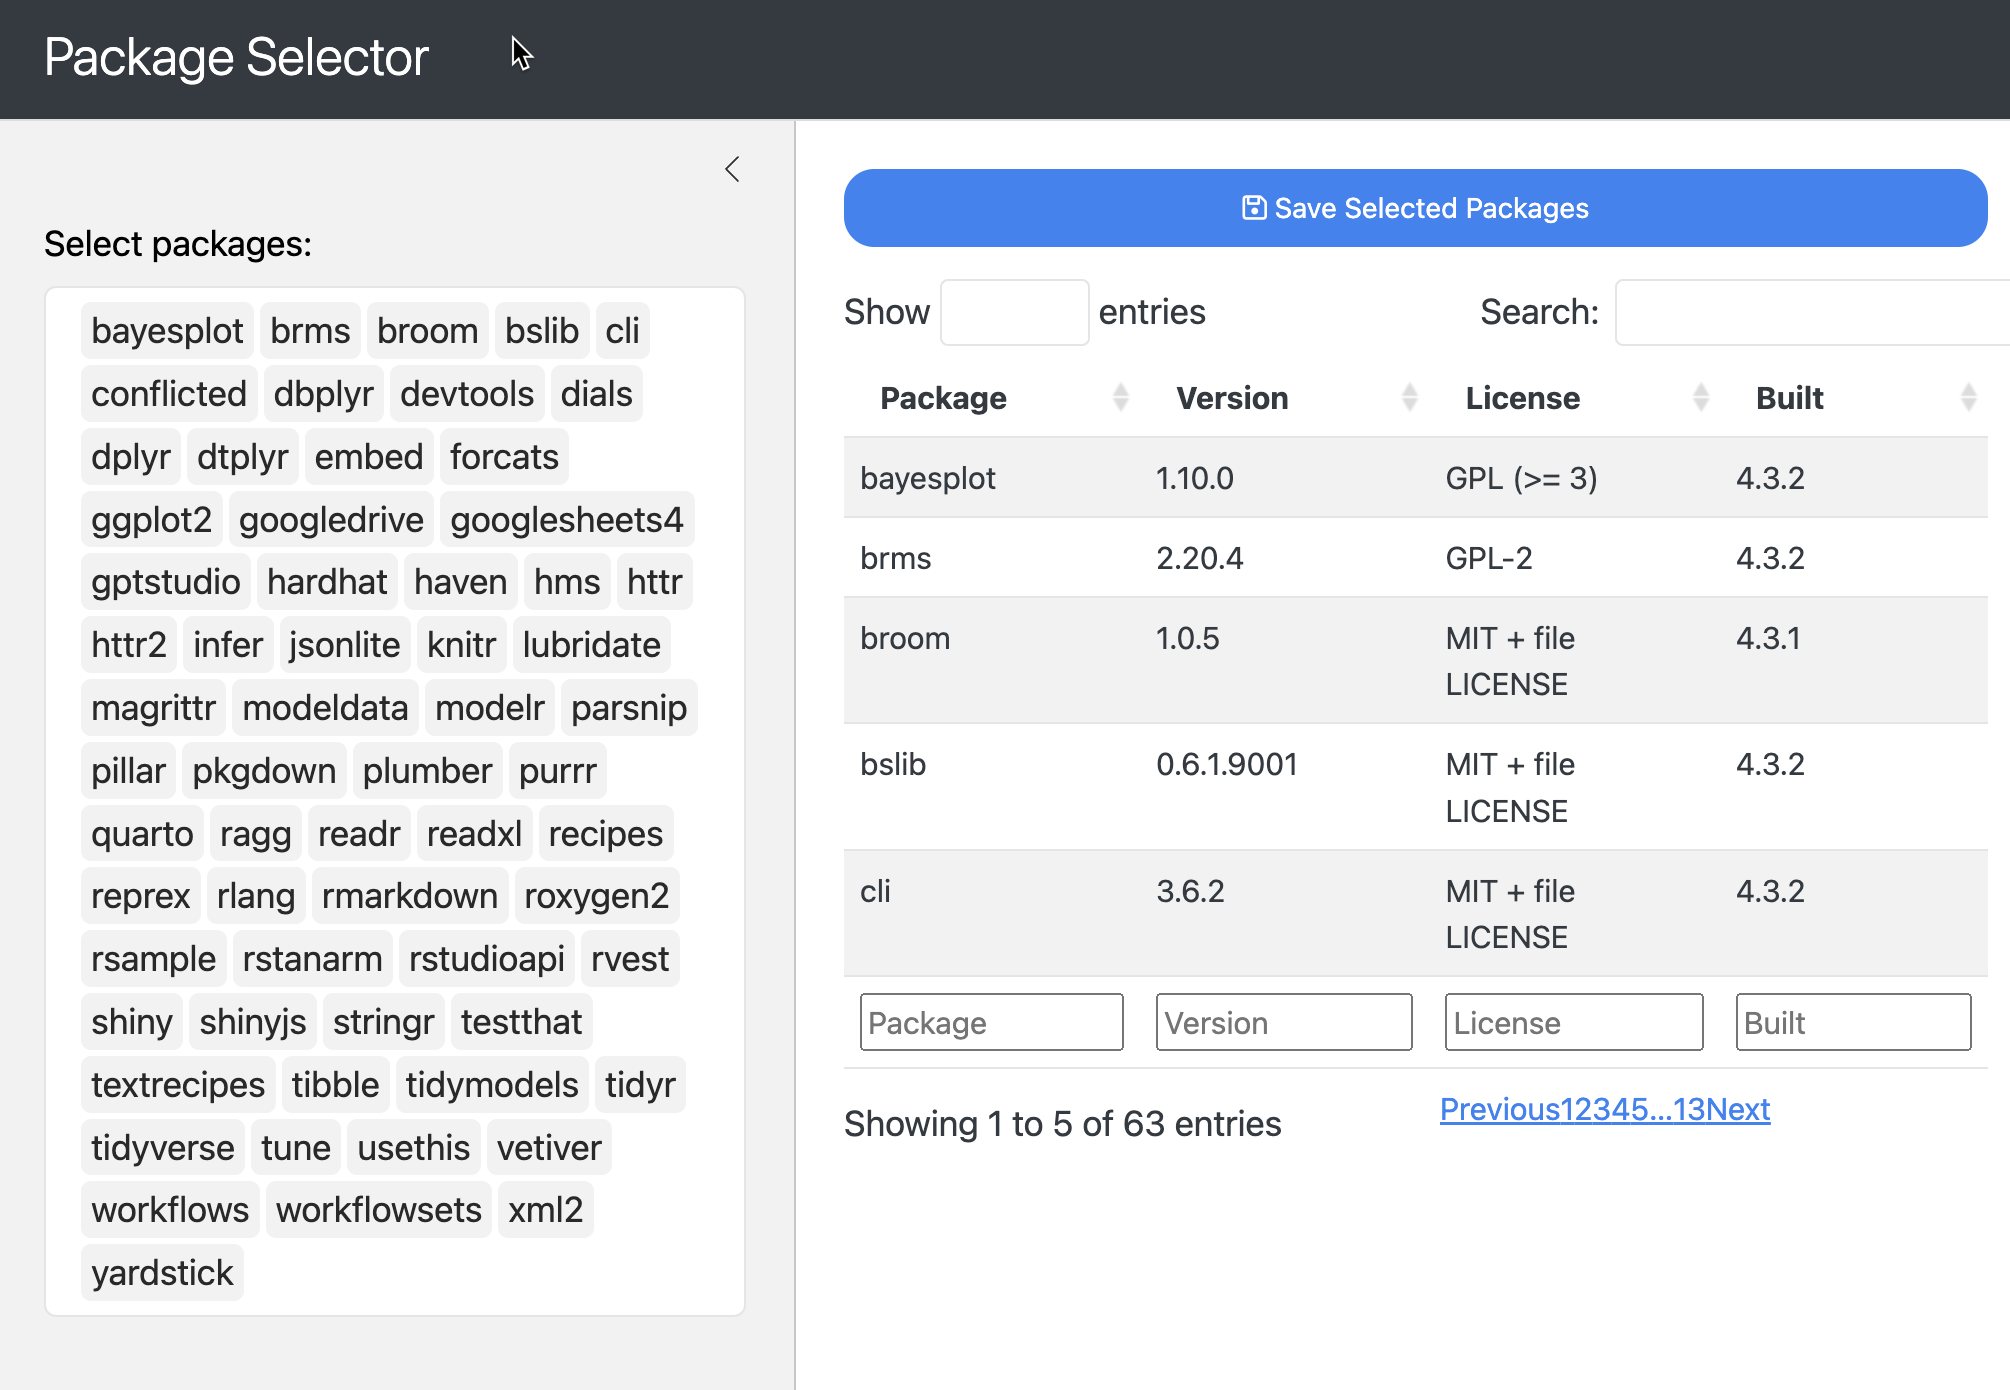 Package Selector
Select packages:
bayesplot brms broom bslib cli
conflicted dbplyr devtools dials
dplyr dtplyr embed forcats
ggplot2 googledrive googlesheets4
gptstudio hardhat haven hms httr
httr2 infer jsonlite knitr lubridate
magrittr modeldata modelr parsnip
pillar pkgdown plumber purrr
quarto ragg readr readxl recipes
reprex rlang rmarkdown roxygen2
rsample rstanarm rstudioapi rvest
shiny shinyjs stringr testthat
textrecipes tibble tidymodels tidyr
tidyverse tune usethis vetiver
workflows workflowsets xml2
yardstick
Save Selected Packages
Show entries Search:
Package Version License Built
bayesplot 1.10.0 GPL (>= 3) 4.3.2
brms 2.20.4 GPL-2 4.3.2
broom 1.0.5 MIT + file 4.3.1
LICENSE
bslib 0.6.1.9001 MIT + file 4.3.2
LICENSE
cli 3.6.2 MIT + file 4.3.2
LICENSE
Package Version License Built
Showing 1 to 5 of 63 entries Previous12345...13Next